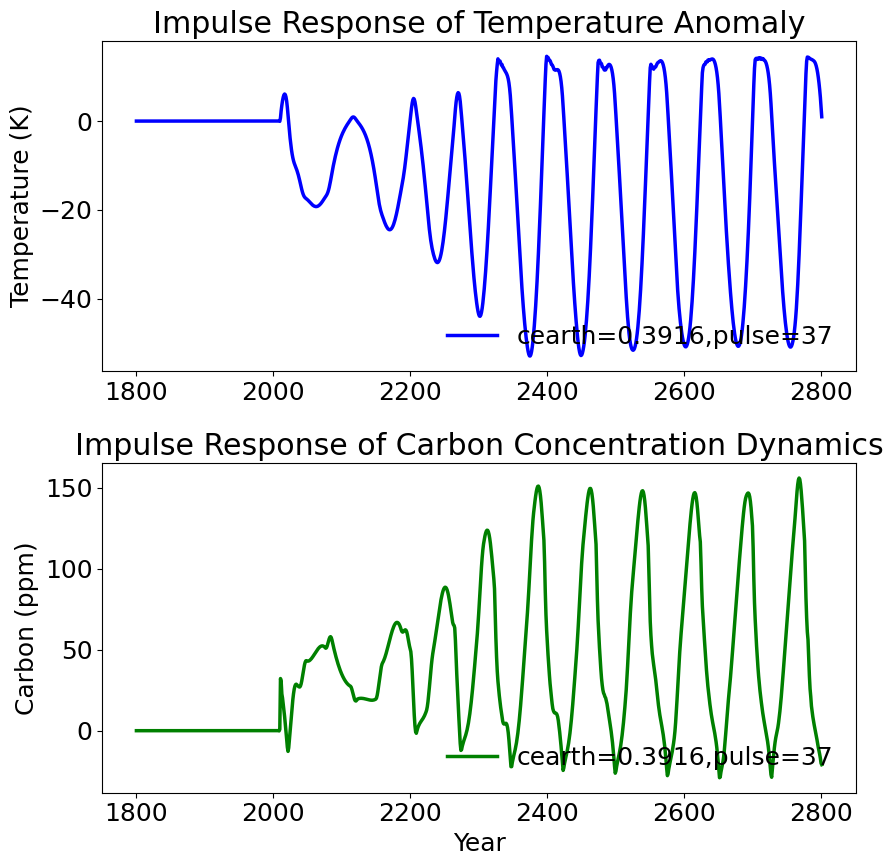 Impulse Response of Temperature Anomaly
Temperature (K)
0
−20
−40
cearth=0.3916,pulse=37
1800 2000 2200 2400 2600 2800
Impulse Response of Carbon Concentration Dynamics
Carbon (ppm)
150
100
50
0
cearth=0.3916,pulse=37
1800 2000 2200 2400 2600 2800
Year